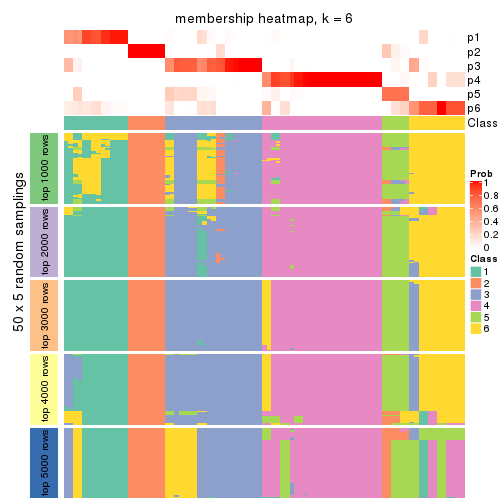 membership heatmap, k = 6
p1
p2
p3
p4
p5
p6
Class
50 x 5 random samplings
top 1000 rows
top 2000 rows
top 3000 rows
top 4000 rows
top 5000 rows
Prob
1
0.8
0.6
0.4
0.2
0
Class
1
2
3
4
5
6